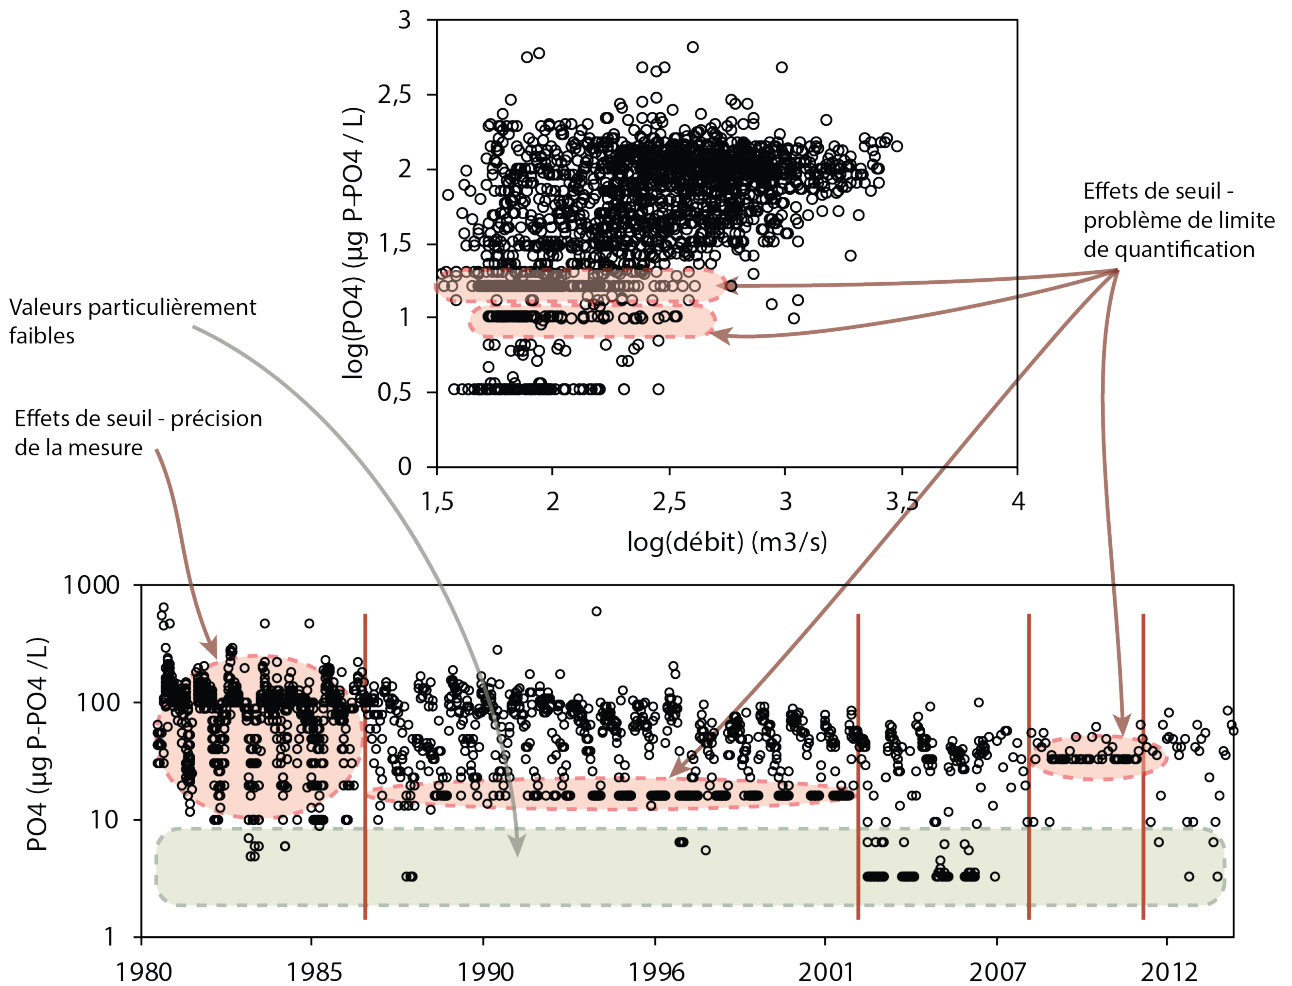 3
2,5
2
1,5
1
0,5
0
log(PO4) (µg P-PO4 / L)
1,5
2
2,5
3
3,5
4
log(débit) (m3/s)
Effets de seuil -
problème de limite
de quantification
Valeurs particulièrement
faibles
Effets de seuil - précision
de la mesure
1000
100
10
1
PO4 (µg P-PO4 /L)
1980
1985
1990
1996
2001
2007
2012